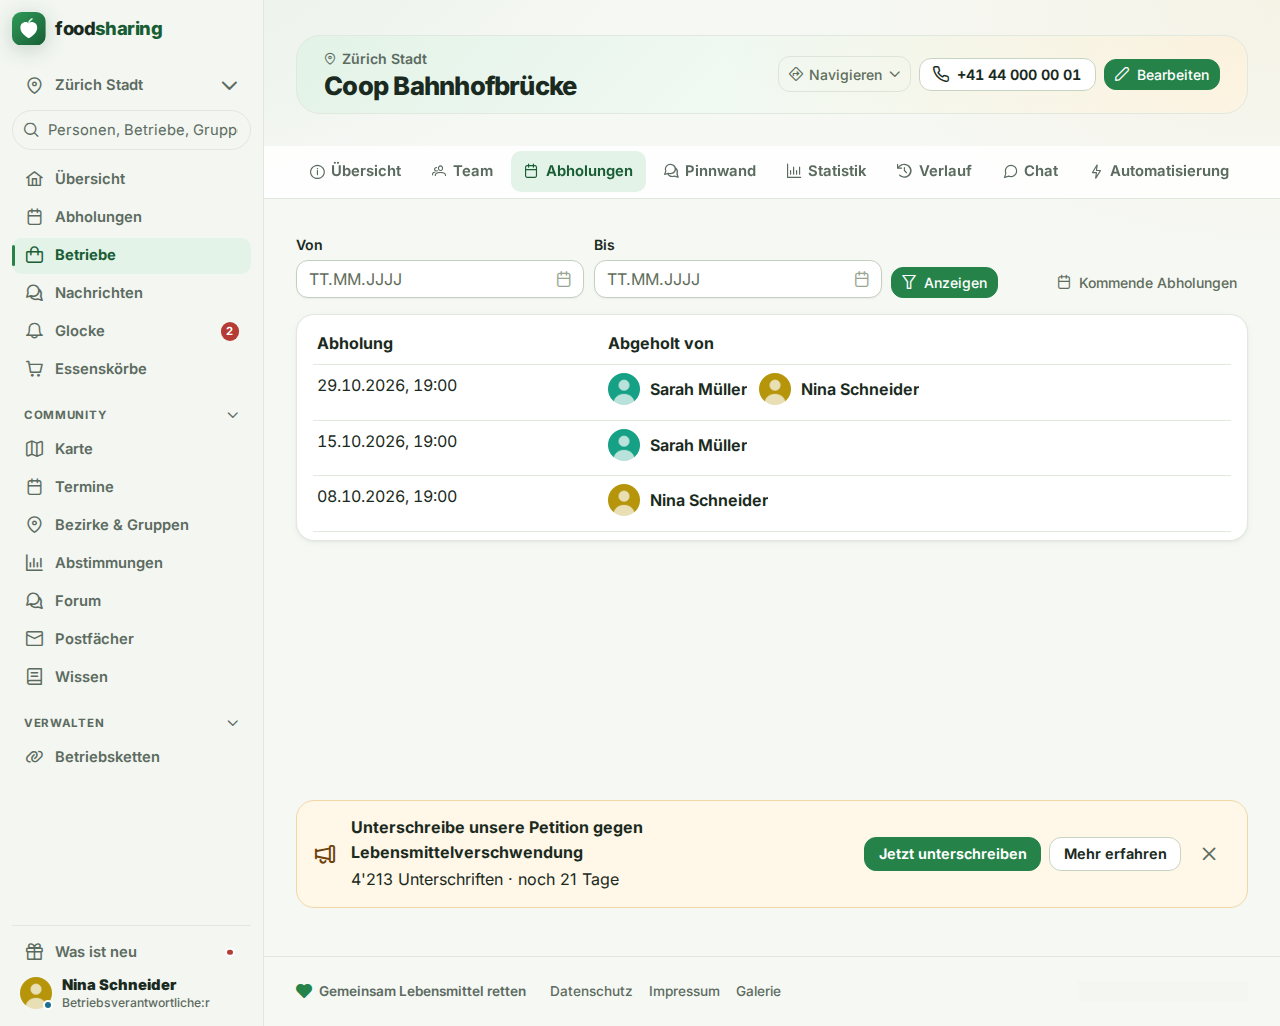 foodsharing
Zürich Stadt
Personen, Betriebe, Grupp
Übersicht
Abholungen
Betriebe
Nachrichten
Glocke 2
Essenskörbe
COMMUNITY
Karte
Termine
Bezirke & Gruppen
Abstimmungen
Forum
Postfächer
Wissen
VERWALTEN
Betriebsketten
Was ist neu
Nina Schneider
Betriebsverantwortliche:r
Zürich Stadt
Coop Bahnhofbrücke
Navigieren +41 44 000 00 01 Bearbeiten
Übersicht Team Abholungen Pinnwand Statistik Verlauf Chat Automatisierung
Von Bis
TT.MM.JJJJ TT.MM.JJJJ Anzeigen Kommende Abholungen
Abholung Abgeholt von
29.10.2026, 19:00 Sarah Müller Nina Schneider
15.10.2026, 19:00 Sarah Müller
08.10.2026, 19:00 Nina Schneider
Unterschreibe unsere Petition gegen
Lebensmittelverschwendung
4'213 Unterschriften · noch 21 Tage
Jetzt unterschreiben Mehr erfahren
Gemeinsam Lebensmittel retten Datenschutz Impressum Galerie